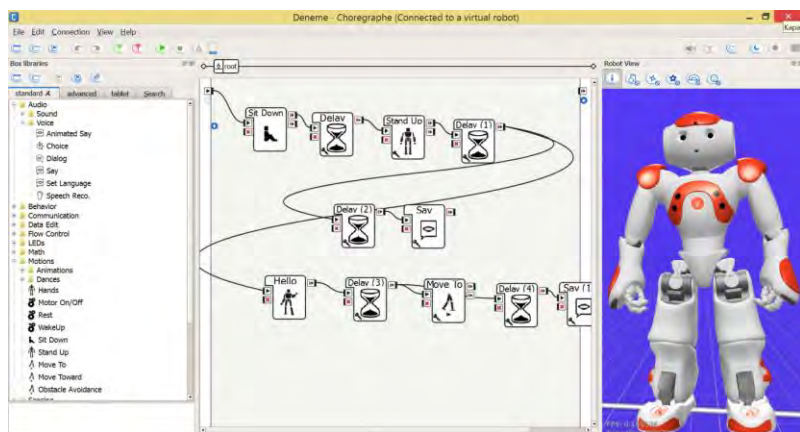 Deneme - Choregraphe (Connected to a virtual robot)
Kapa
File Edit Connection View Help
Box libraries
standard advanced tablet Search
Audio
Sound
Voice
Animated Say
Choice
Dialog
Say
Set Language
Speech Reco.
Behavior
Communication
Data Edit
Flow Control
LEDs
Math
Motions
Animations
Dances
Hands
Motor On/Off
Rest
WakeUp
Sit Down
Stand Up
Move To
Move Toward
Obstacle Avoidance
root
Sit Down
Delay
Stand Up
Delay (1)
Delay (2)
Say
Hello
Delay (3)
Move To
Delay (4)
Say (1
Robot View